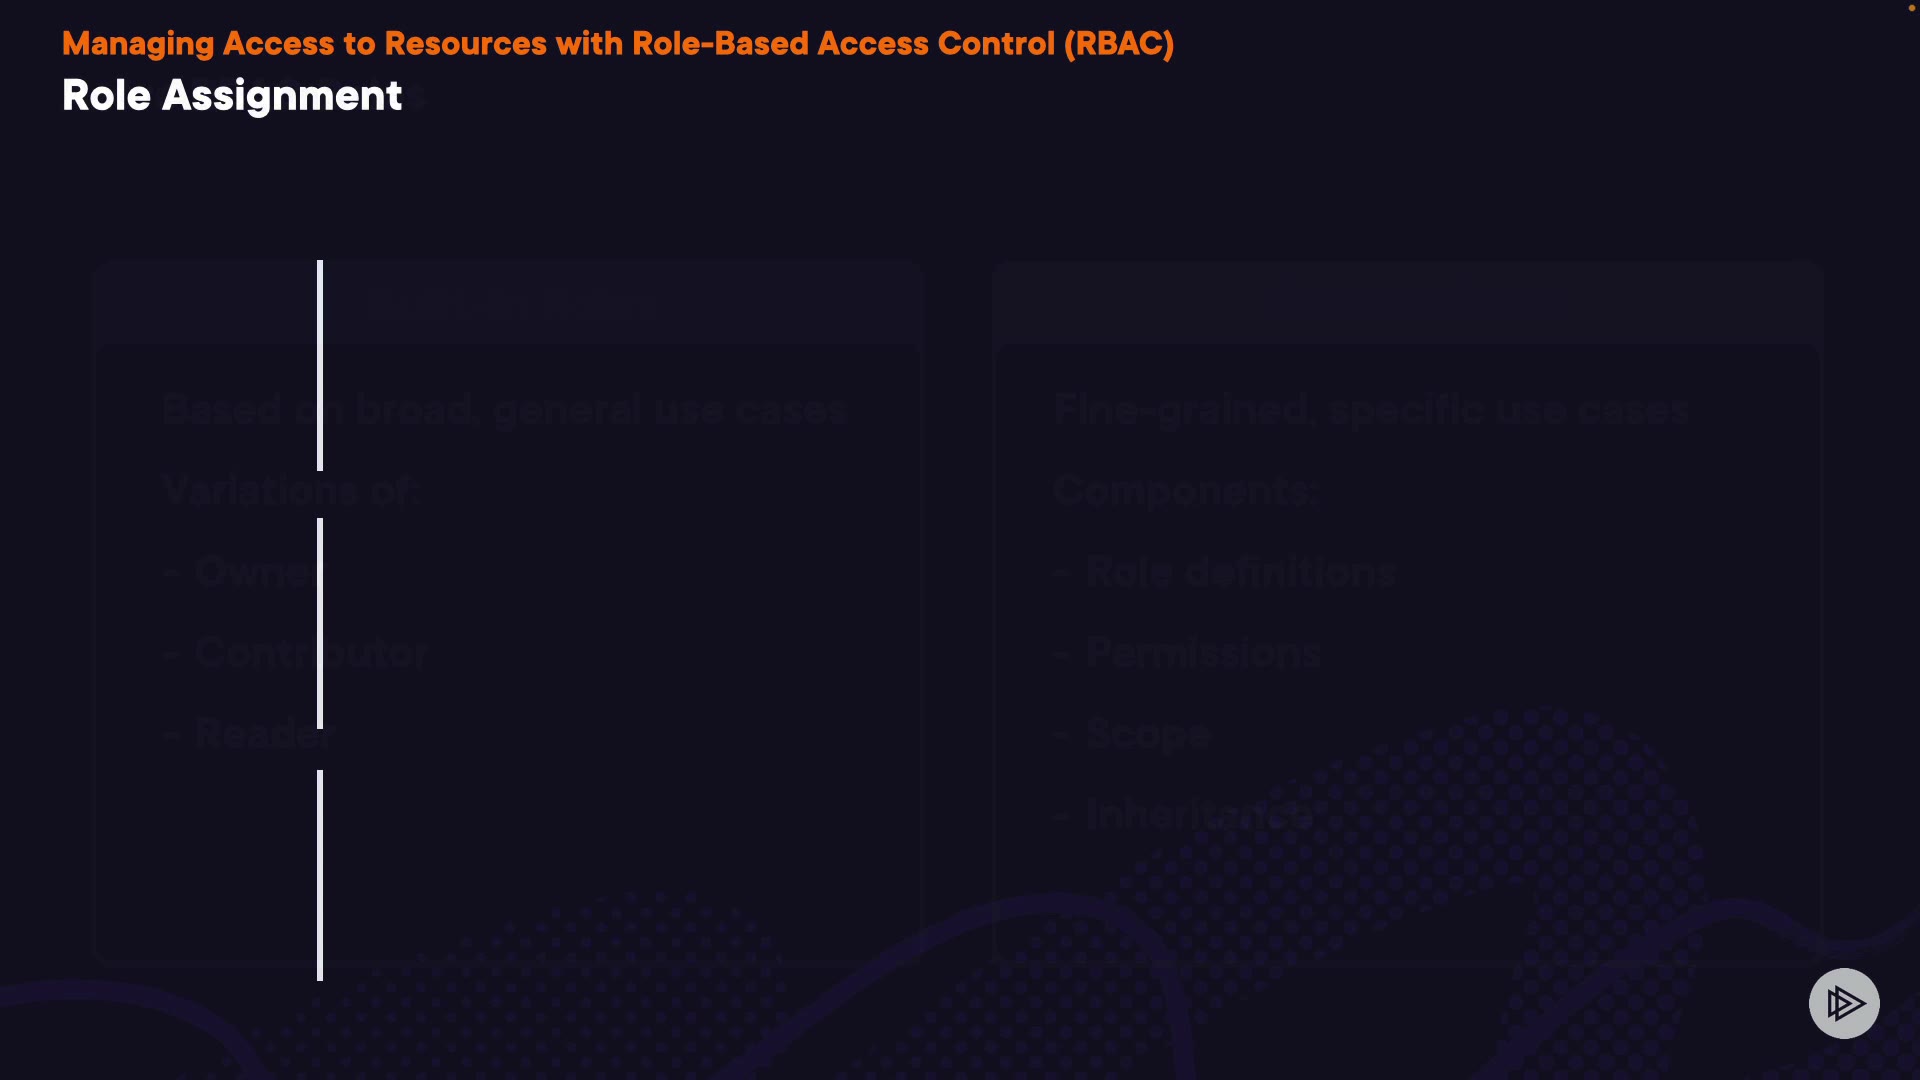 Managing Access to Resources with Role-Based Access Control (RBAC)
Role Assignment
Based on broad, general use cases
Variations of:
- Owner
- Contributor
- Reader
Fine-grained, specific use cases
Components:
- Role definitions
- Permissions
- Scope
- Inheritance